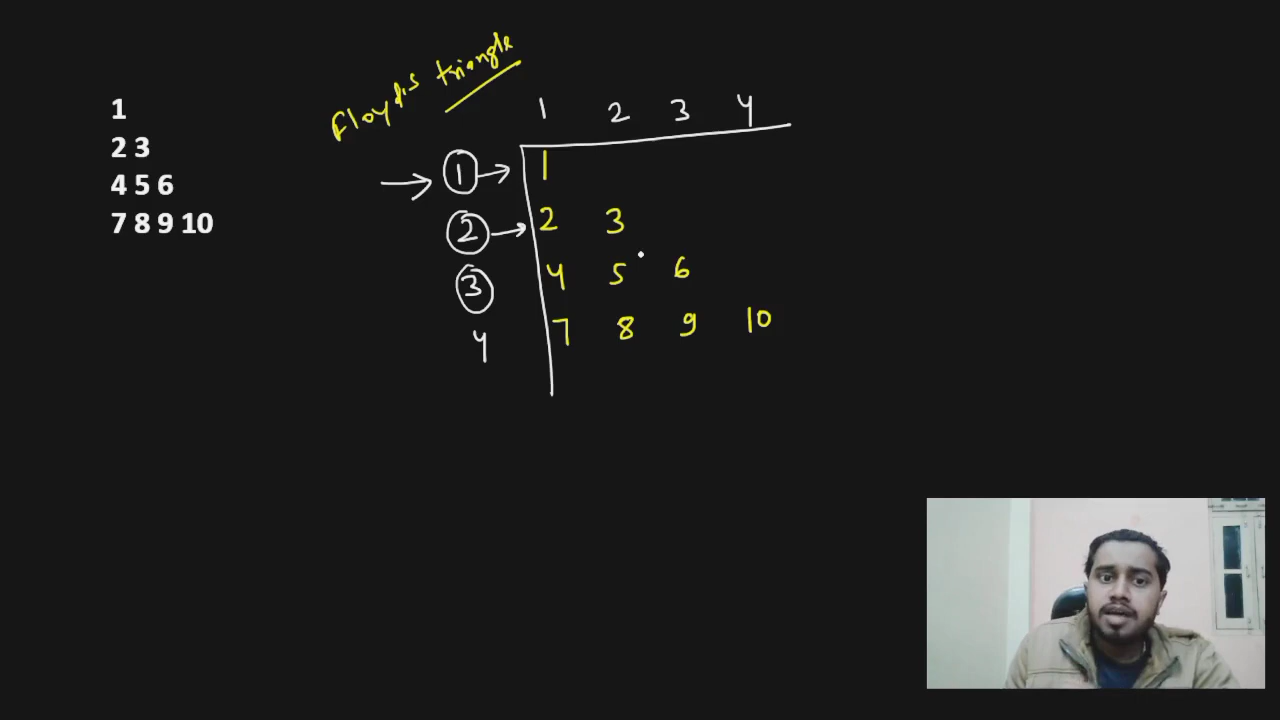 1
2 3
4 5 6
7 8 9 10
Floyd's triangle
1 2 3 4
1 1
2 2 3
3 4 5 6
4 7 8 9 10